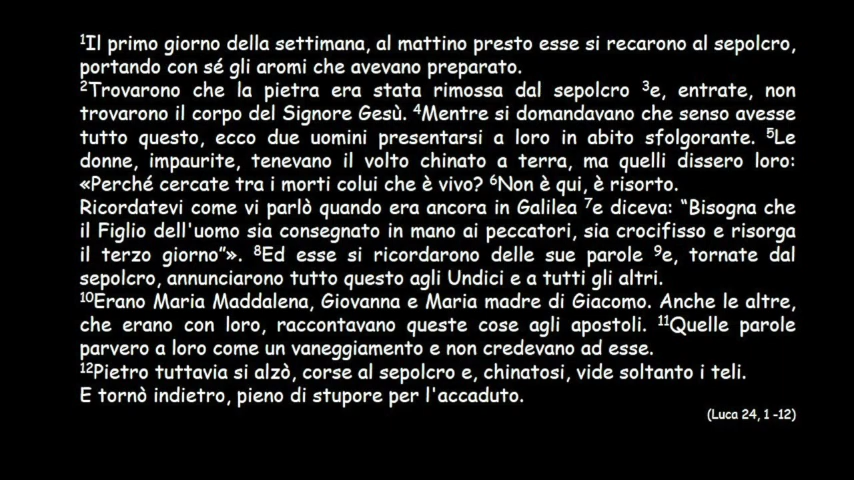 ¹Il primo giorno della settimana, al mattino presto esse si recarono al sepolcro,
portando con sé gli aromi che avevano preparato.
²Trovarono che la pietra era stata rimossa dal sepolcro ³e, entrate, non
trovarono il corpo del Signore Gesù. ⁴Mentre si domandavano che senso avesse
tutto questo, ecco due uomini presentarsi a loro in abito sfolgorante. ⁵Le
donne, impaurite, tenevano il volto chinato a terra, ma quelli dissero loro:
«Perché cercate tra i morti colui che è vivo? ⁶Non è qui, è risorto.
Ricordatevi come vi parlò quando era ancora in Galilea ⁷e diceva: “Bisogna che
il Figlio dell'uomo sia consegnato in mano ai peccatori, sia crocifisso e risorga
il terzo giorno”». ⁸Ed esse si ricordarono delle sue parole ⁹e, tornate dal
sepolcro, annunciarono tutto questo agli Undici e a tutti gli altri.
¹⁰Erano Maria Maddalena, Giovanna e Maria madre di Giacomo. Anche le altre,
che erano con loro, raccontavano queste cose agli apostoli. ¹¹Quelle parole
parvero a loro come un vaneggiamento e non credevano ad esse.
¹²Pietro tuttavia si alzò, corse al sepolcro e, chinatosi, vide soltanto i teli.
E tornò indietro, pieno di stupore per l'accaduto.
(Luca 24, 1 -12)